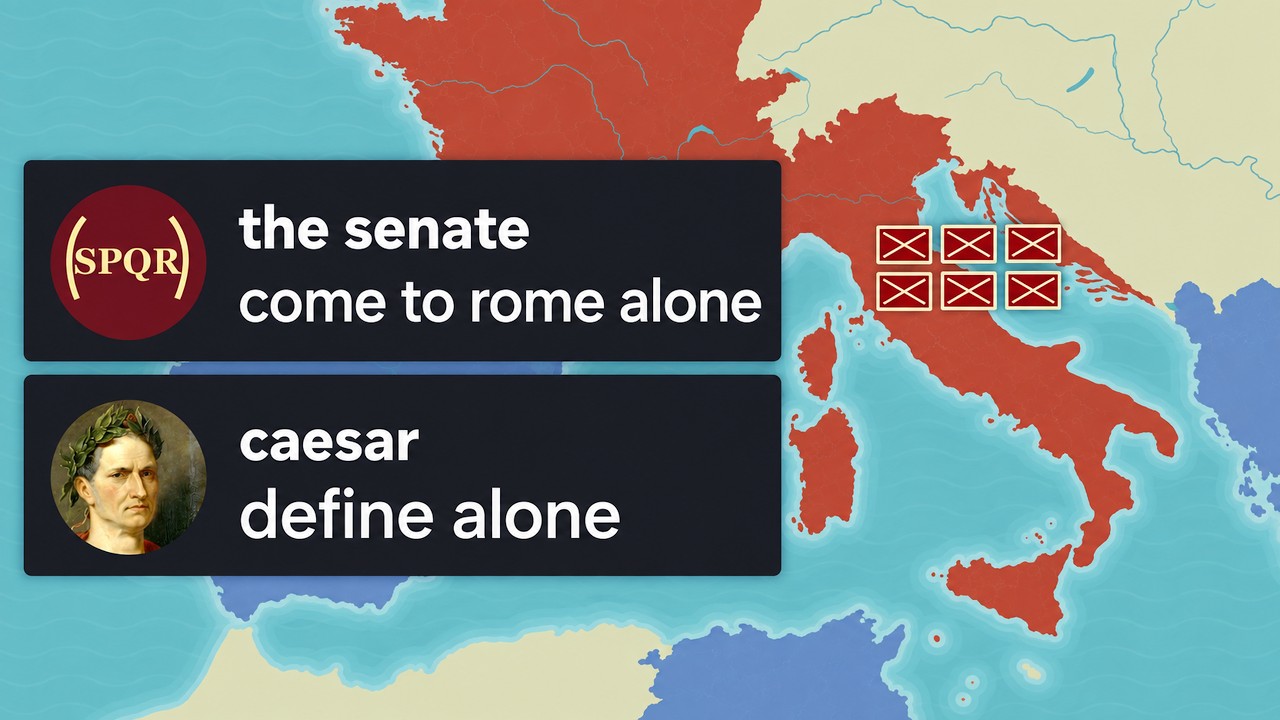 (SPQR)
the senate
come to rome alone
caesar
define alone